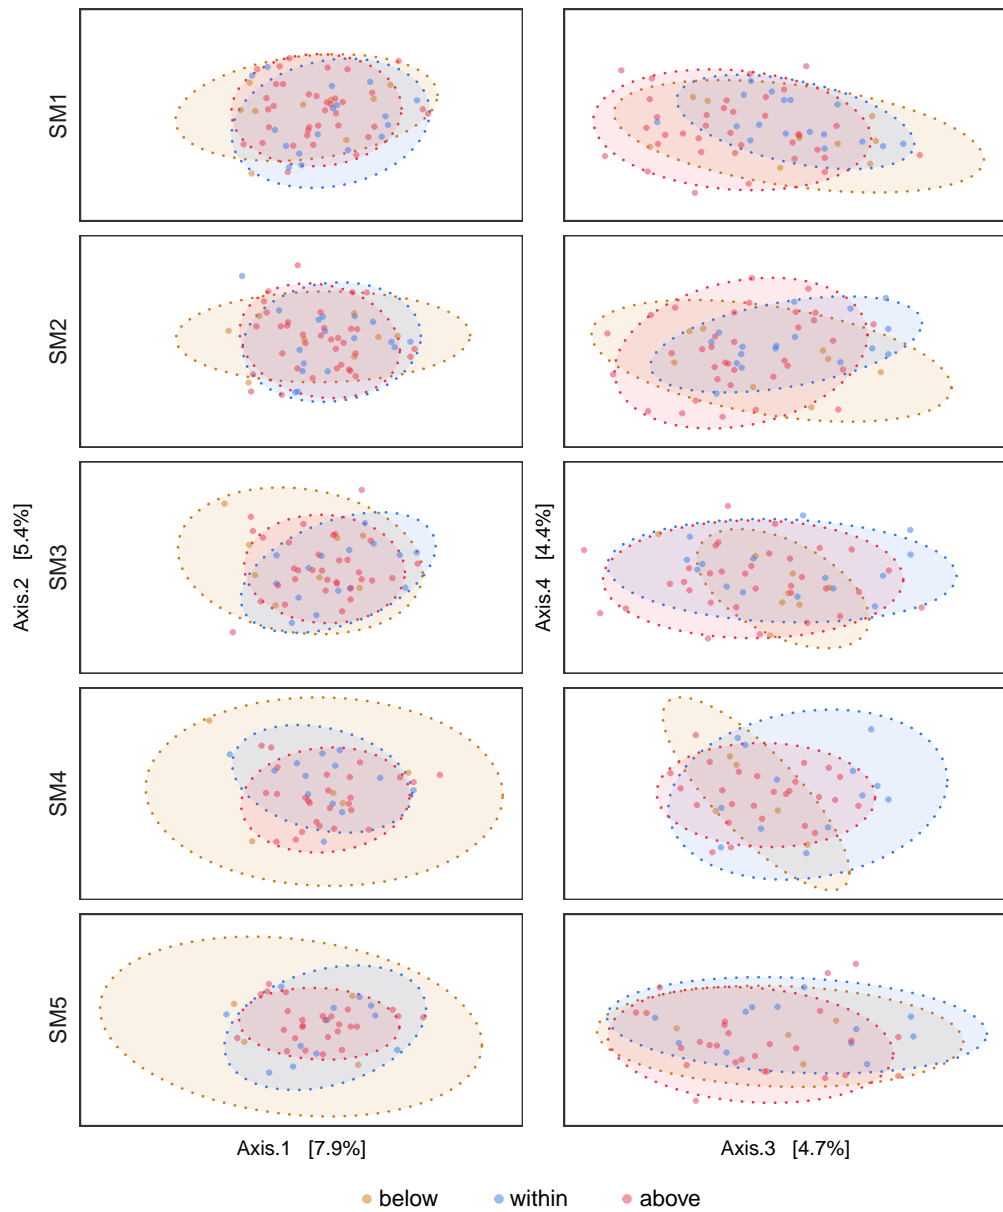 SM1
SM2
SM3
SM4
SM5
Axis.2 [5.4%]
Axis.4 [4.4%]
Axis.1 [7.9%]
Axis.3 [4.7%]
below within above